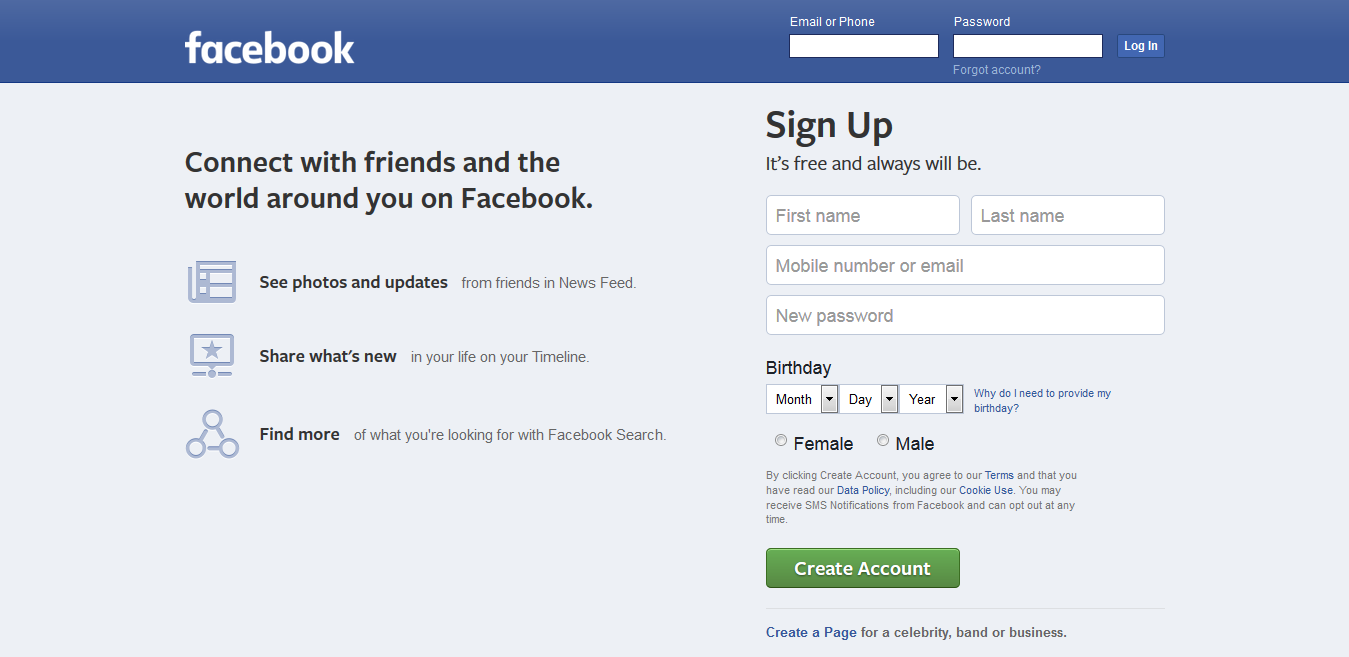 facebook
Email or Phone
Password
Log In
Forgot account?
Connect with friends and the
world around you on Facebook.
See photos and updates from friends in News Feed.
Share what's new in your life on your Timeline.
Find more of what you're looking for with Facebook Search.
Sign Up
It's free and always will be.
First name
Last name
Mobile number or email
New password
Birthday
Month Day Year
Why do I need to provide my
birthday?
Female Male
By clicking Create Account, you agree to our Terms and that you
have read our Data Policy, including our Cookie Use. You may
receive SMS Notifications from Facebook and can opt out at any
time.
Create Account
Create a Page for a celebrity, band or business.